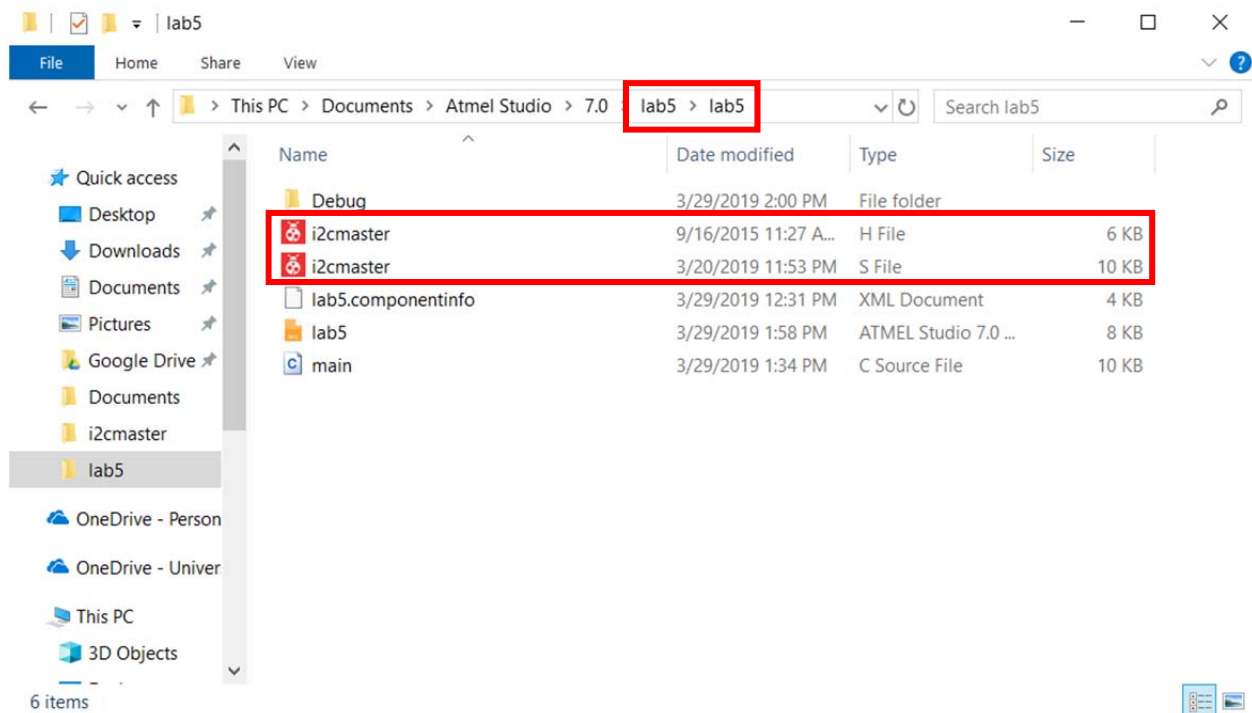 lab5
File Home Share View
This PC > Documents > Atmel Studio > 7.0 > lab5 > lab5 Search lab5
Name Date modified Type Size
Quick access
Desktop
Downloads
Documents
Pictures
Google Drive
Documents
i2cmaster
lab5
OneDrive - Person
OneDrive - Univer
This PC
3D Objects
Debug 3/29/2019 2:00 PM File folder
i2cmaster 9/16/2015 11:27 A... H File 6 KB
i2cmaster 3/20/2019 11:53 PM S File 10 KB
lab5.componentinfo 3/29/2019 12:31 PM XML Document 4 KB
lab5 3/29/2019 1:58 PM ATMEL Studio 7.0 ... 8 KB
main 3/29/2019 1:34 PM C Source File 10 KB
6 items